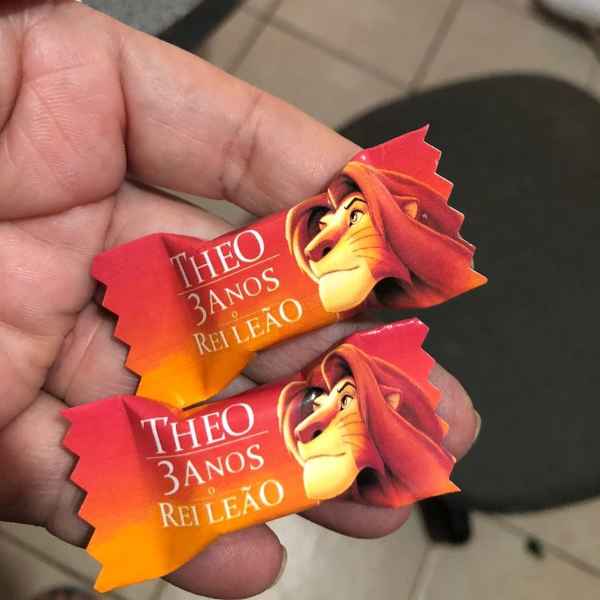 THEO
3 ANOS
O
REI LEÃO
THEO
3 ANOS
O
REI LEÃO